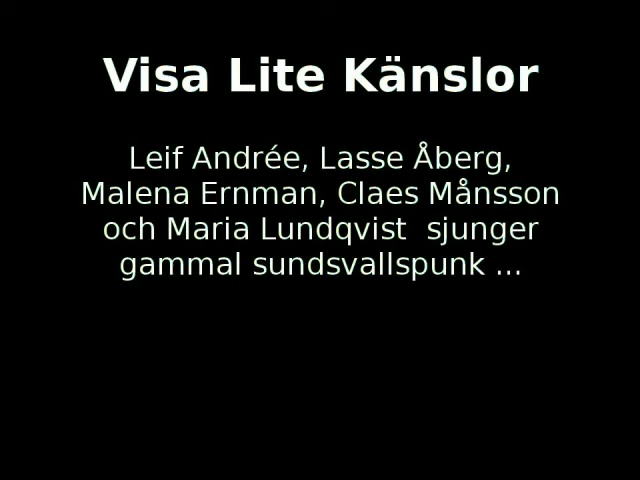 Visa Lite Känslor
Leif Andrée, Lasse Åberg,
Malena Ernman, Claes Månsson
och Maria Lundqvist  sjunger
gammal sundsvallspunk ...